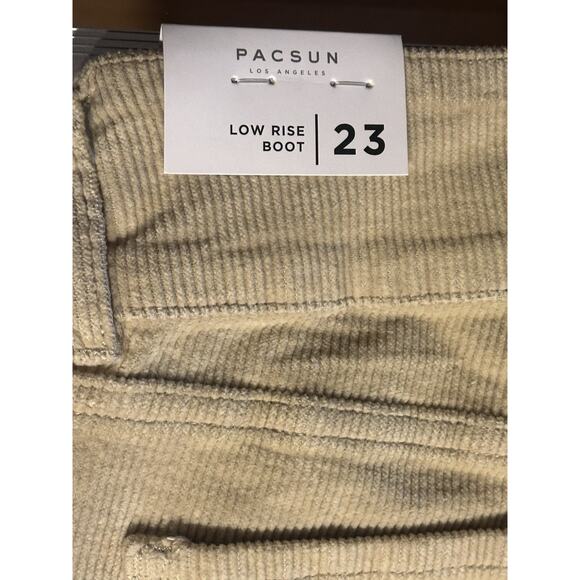 PACSUN
LOS ANGELES
LOW RISE
BOOT
23